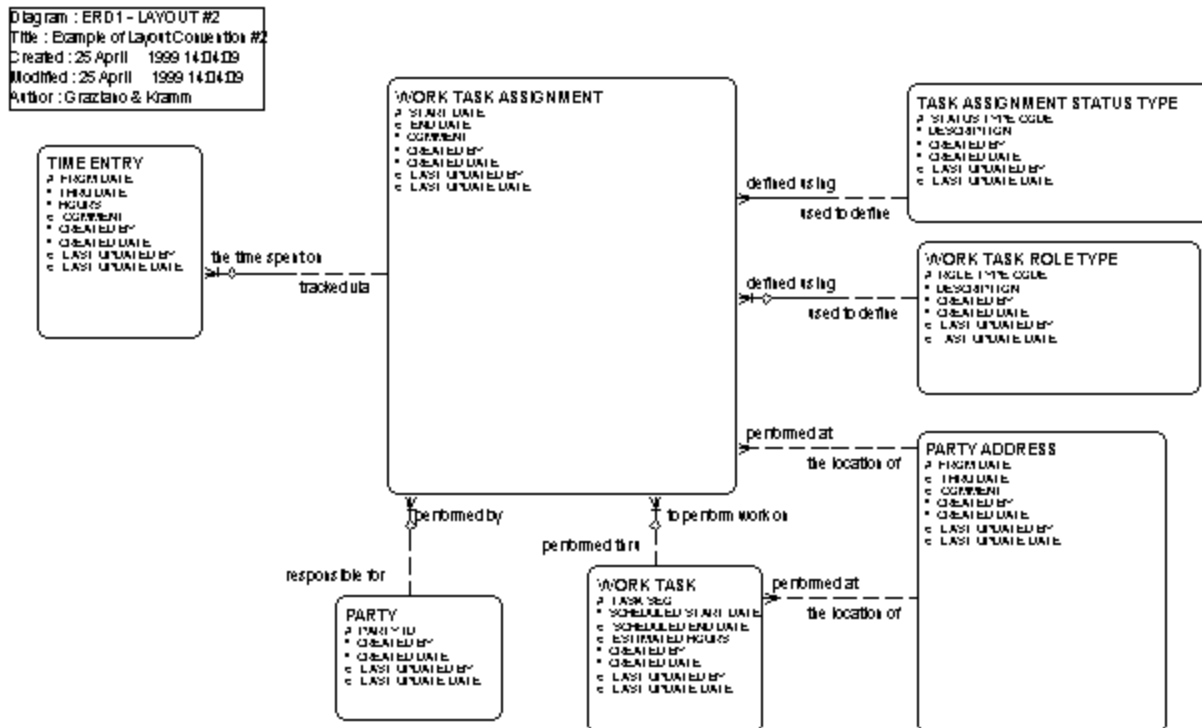 Diagram : ERD1 - LAYOUT #2
Title : Example of Layout Convention #2
Created : 25 April 1999 14:04:09
Modified : 25 April 1999 14:04:09
Author : Graziano & Kramm
WORK TASK ASSIGNMENT
# START DATE
o END DATE
* COMMENT
* CREATED BY
* CREATED DATE
o LAST UPDATED BY
o LAST UPDATE DATE
TASK ASSIGNMENT STATUS TYPE
# STATUS TYPE CODE
* DESCRIPTION
* CREATED BY
* CREATED DATE
o LAST UPDATED BY
o LAST UPDATE DATE
TIME ENTRY
# FROM DATE
* THRU DATE
* HOURS
o COMMENT
* CREATED BY
* CREATED DATE
o LAST UPDATED BY
o LAST UPDATE DATE
defined using
used to define
the time spent on
tracked via
WORK TASK ROLE TYPE
# ROLE TYPE CODE
* DESCRIPTION
* CREATED BY
* CREATED DATE
o LAST UPDATED BY
o LAST UPDATE DATE
defined using
used to define
performed at
the location of
PARTY ADDRESS
# FROM DATE
o THRU DATE
o COMMENT
* CREATED BY
* CREATED DATE
o LAST UPDATED BY
o LAST UPDATE DATE
performed by
responsible for
to perform work on
performed thru
PARTY
# PARTY ID
* CREATED BY
* CREATED DATE
o LAST UPDATED BY
o LAST UPDATE DATE
WORK TASK
# TASK SEQ
* SCHEDULED START DATE
o SCHEDULED END DATE
o ESTIMATED HOURS
* CREATED BY
* CREATED DATE
o LAST UPDATED BY
o LAST UPDATE DATE
performed at
the location of